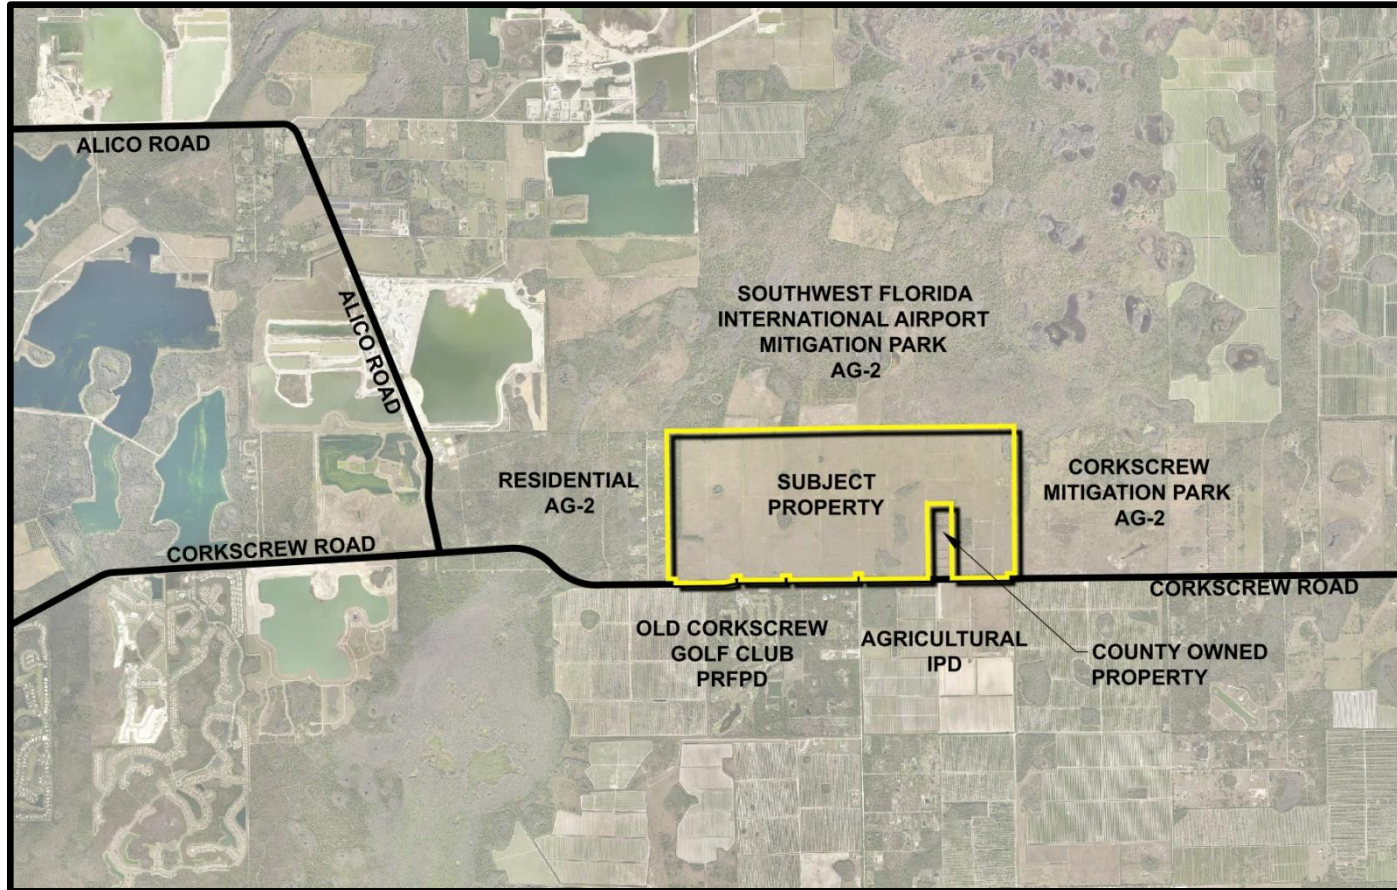 ALICO ROAD
ALICO ROAD
SOUTHWEST FLORIDA
INTERNATIONAL AIRPORT
MITIGATION PARK
AG-2
RESIDENTIAL
AG-2
SUBJECT
PROPERTY
CORKSCREW
MITIGATION PARK
AG-2
CORKSCREW ROAD
CORKSCREW ROAD
OLD CORKSCREW
GOLF CLUB
PRFPD
AGRICULTURAL
IPD
COUNTY OWNED
PROPERTY